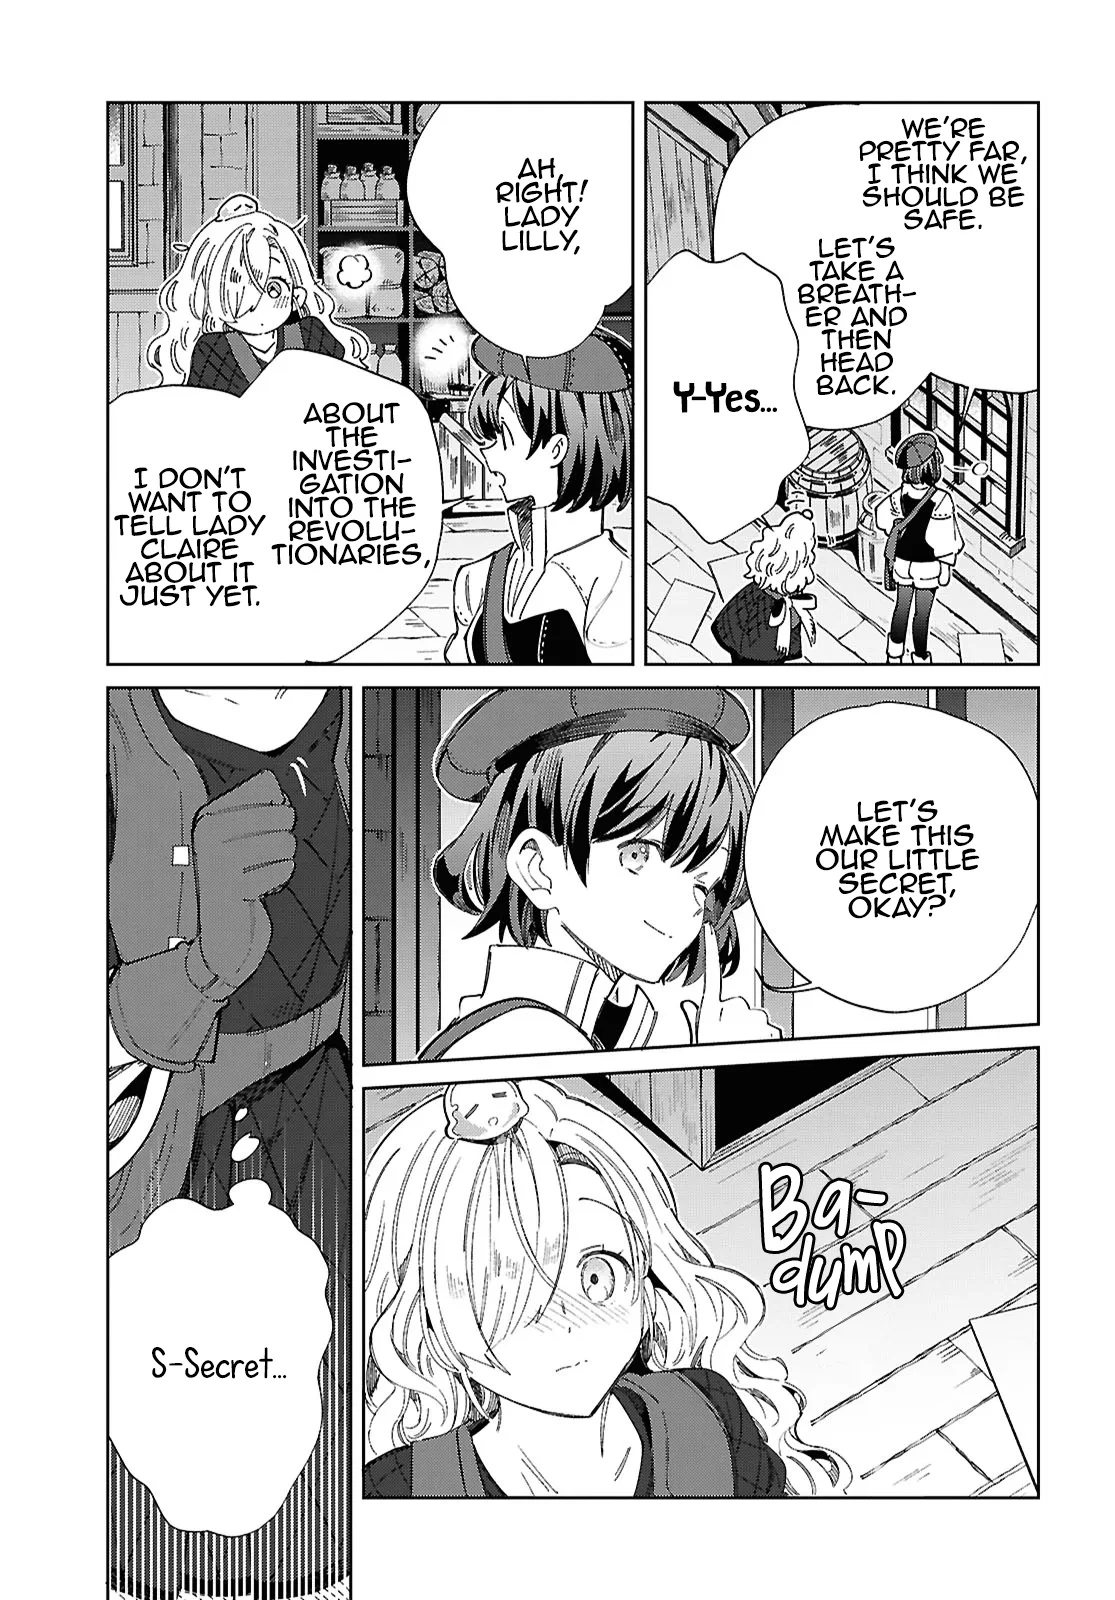 WE'RE
PRETTY FAR,
I THINK WE
SHOULD BE
SAFE.
LET'S
TAKE A
BREATH-
ER AND
THEN
HEAD
BACK.
Y-Yes...
AH,
RIGHT!
LADY
LILLY,
ABOUT
THE
INVESTI-
GATION
INTO THE
REVOLU-
TIONARIES,
I DON'T
WANT TO
TELL LADY
CLAIRE
ABOUT IT
JUST YET.
LET'S
MAKE THIS
OUR LITTLE
SECRET,
OKAY?
Ba-
dump
S-Secret...